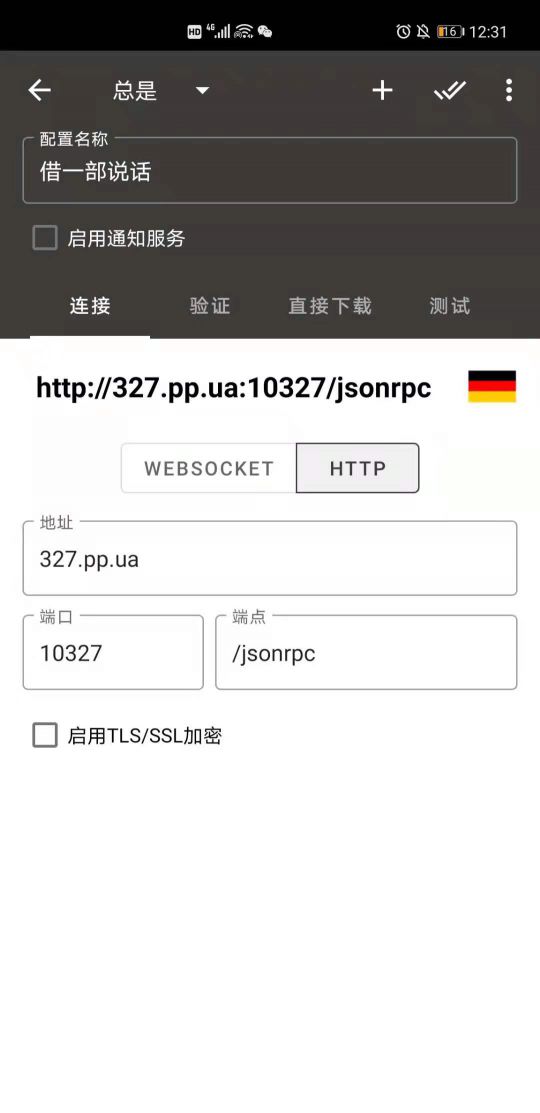 HD 4G 16 12:31
总是
配置名称
借一部说话
启用通知服务
连接 验证 直接下载 测试
http://327.pp.ua:10327/jsonrpc
WEBSOCKET HTTP
地址
327.pp.ua
端口 端点
10327 /jsonrpc
启用TLS/SSL加密